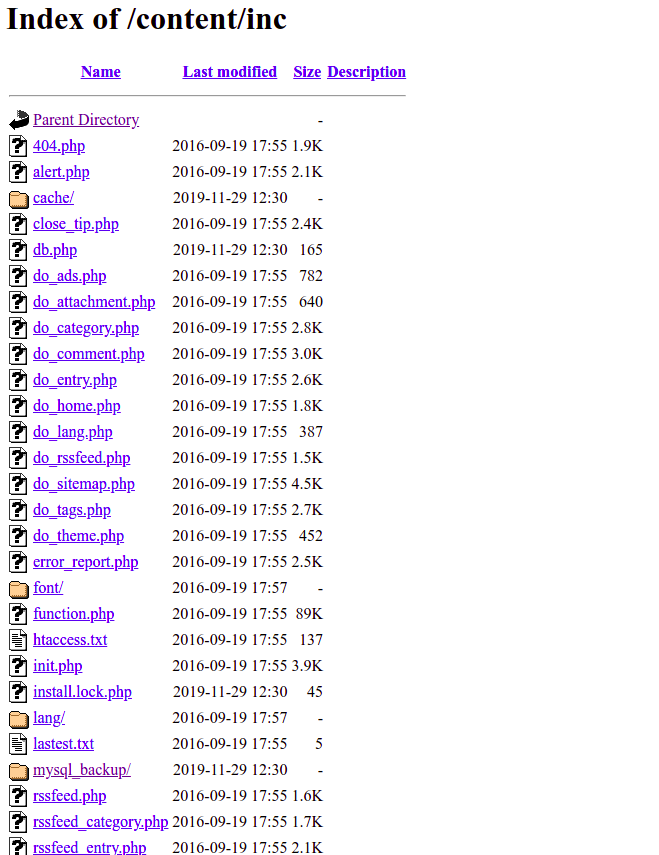 Index of /content/inc
Name Last modified Size Description
Parent Directory -
404.php 2016-09-19 17:55 1.9K
alert.php 2016-09-19 17:55 2.1K
cache/ 2019-11-29 12:30 -
close_tip.php 2016-09-19 17:55 2.4K
db.php 2019-11-29 12:30 165
do_ads.php 2016-09-19 17:55 782
do_attachment.php 2016-09-19 17:55 640
do_category.php 2016-09-19 17:55 2.8K
do_comment.php 2016-09-19 17:55 3.0K
do_entry.php 2016-09-19 17:55 2.6K
do_home.php 2016-09-19 17:55 1.8K
do_lang.php 2016-09-19 17:55 387
do_rssfeed.php 2016-09-19 17:55 1.5K
do_sitemap.php 2016-09-19 17:55 4.5K
do_tags.php 2016-09-19 17:55 2.7K
do_theme.php 2016-09-19 17:55 452
error_report.php 2016-09-19 17:55 2.5K
font/ 2016-09-19 17:57 -
function.php 2016-09-19 17:55 89K
htaccess.txt 2016-09-19 17:55 137
init.php 2016-09-19 17:55 3.9K
install.lock.php 2019-11-29 12:30 45
lang/ 2016-09-19 17:57 -
lastest.txt 2016-09-19 17:55 5
mysql_backup/ 2019-11-29 12:30 -
rssfeed.php 2016-09-19 17:55 1.6K
rssfeed_category.php 2016-09-19 17:55 1.7K
rssfeed_entry.php 2016-09-19 17:55 2.1K